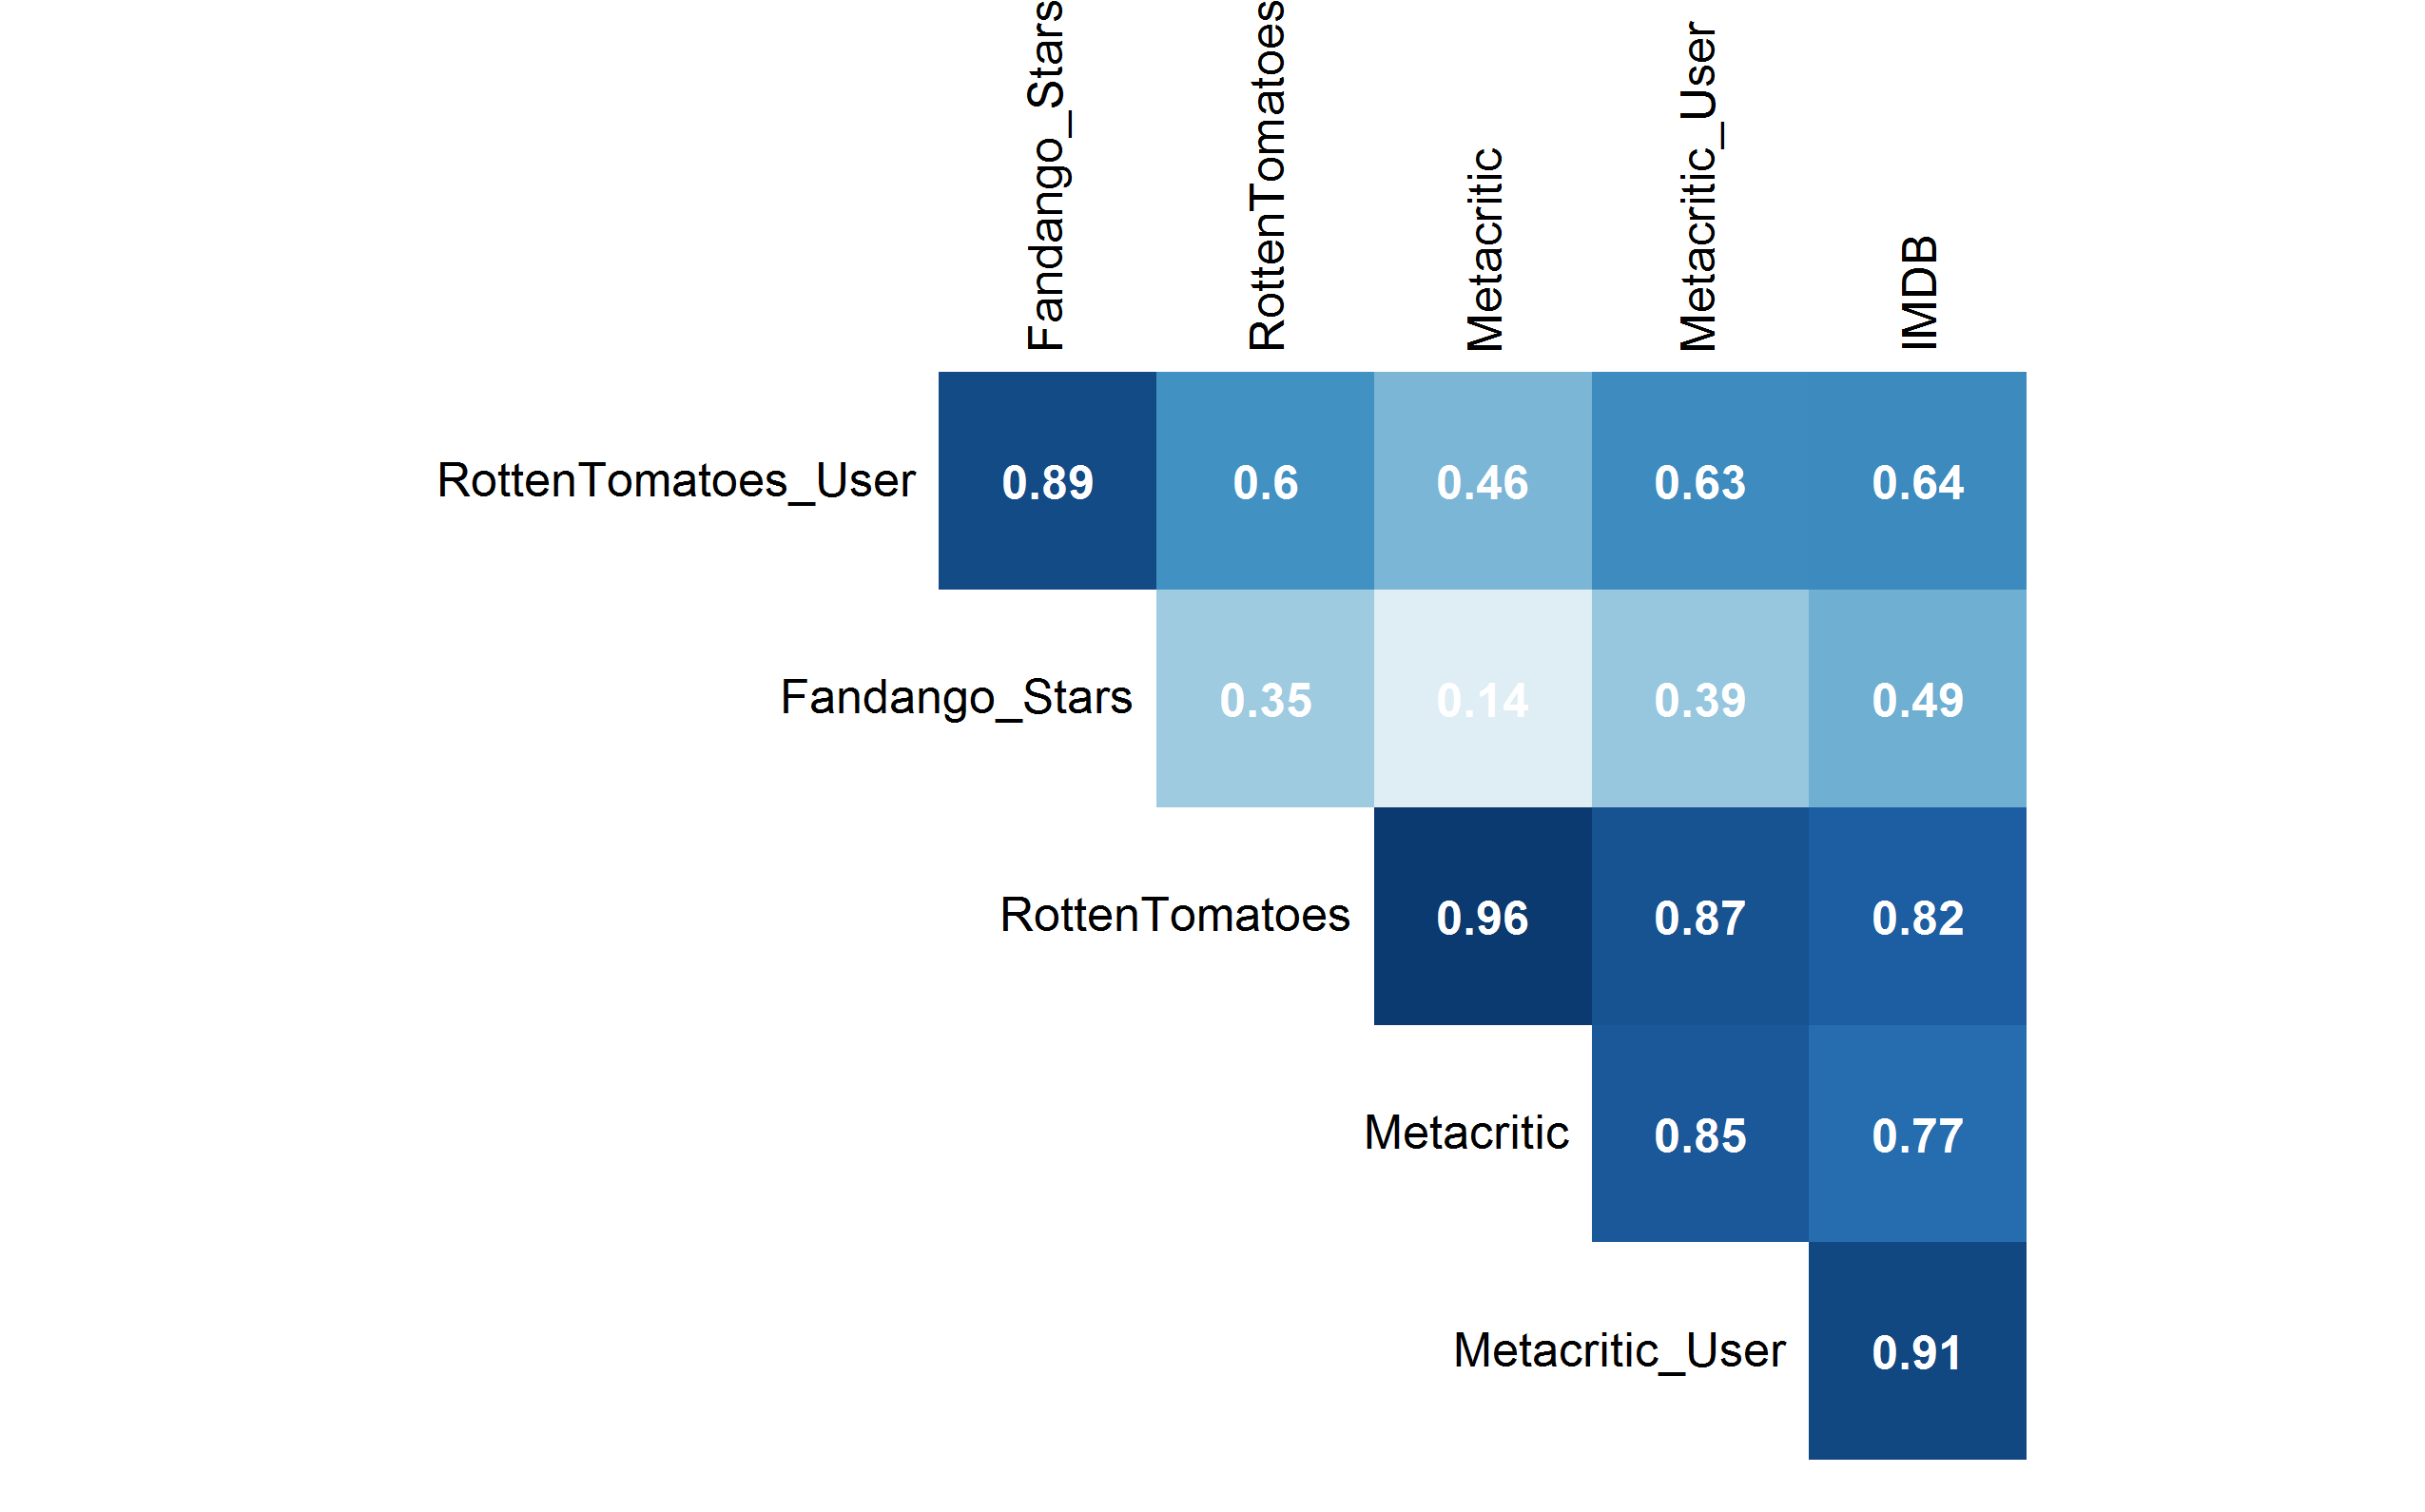 Fandango_Stars RottenTomatoes Metacritic Metacritic_User IMDB
RottenTomatoes_User 0.89 0.6 0.46 0.63 0.64
Fandango_Stars 0.35 0.14 0.39 0.49
RottenTomatoes 0.96 0.87 0.82
Metacritic 0.85 0.77
Metacritic_User 0.91